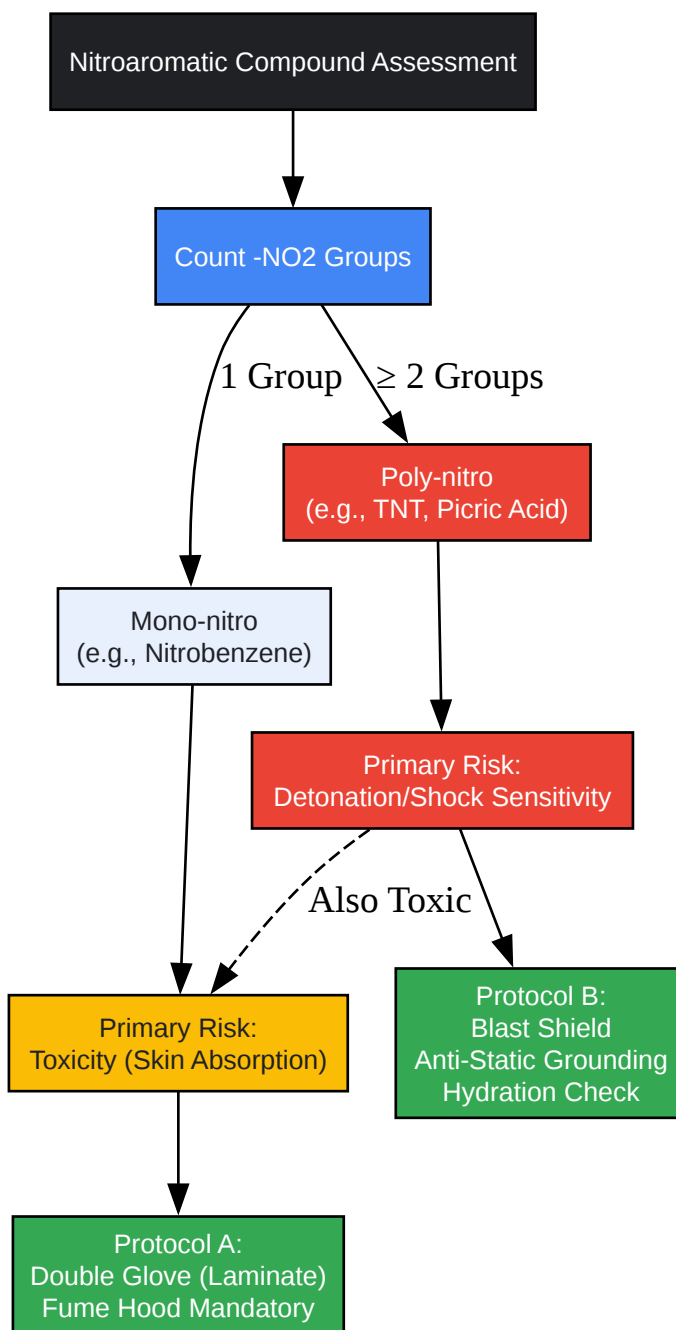 Nitroaromatic Compound Assessment
Count -NO2 Groups
1 Group
≥ 2 Groups
Poly-nitro
(e.g., TNT, Picric Acid)
Mono-nitro
(e.g., Nitrobenzene)
Primary Risk:
Detonation/Shock Sensitivity
Also Toxic
Primary Risk:
Toxicity (Skin Absorption)
Protocol B:
Blast Shield
Anti-Static Grounding
Hydration Check
Protocol A:
Double Glove (Laminate)
Fume Hood Mandatory